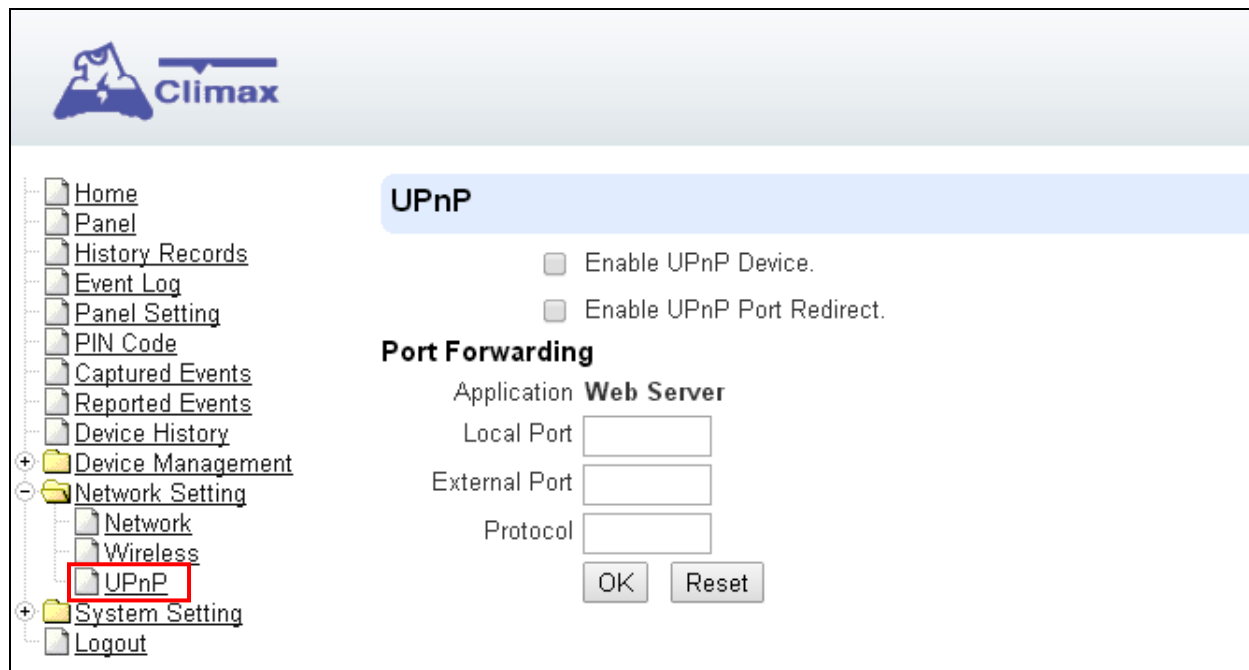 Climax
Home
Panel
History Records
Event Log
Panel Setting
PIN Code
Captured Events
Reported Events
Device History
Device Management
Network Setting
Network
Wireless
UPnP
System Setting
Logout
UPnP
Enable UPnP Device.
Enable UPnP Port Redirect.
Port Forwarding
Application Web Server
Local Port
External Port
Protocol
OK Reset